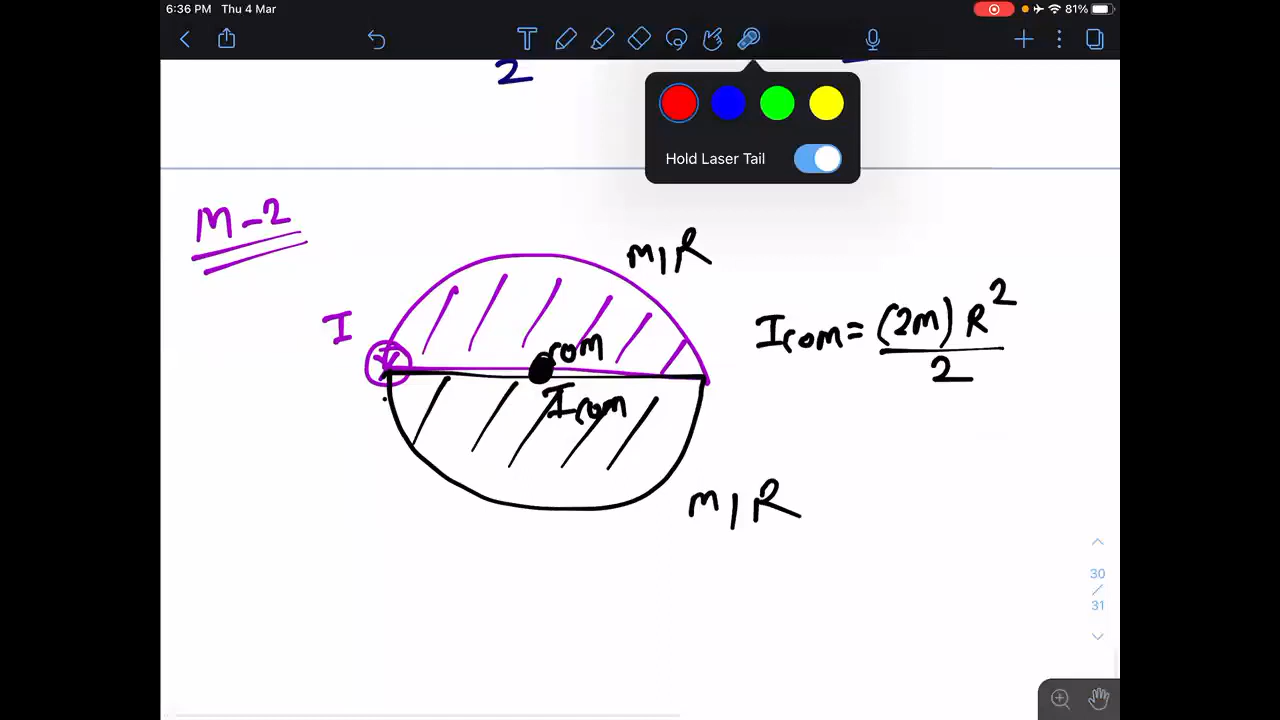 6:36 PM Thu 4 Mar 81%
T
2
Hold Laser Tail
M-2
m, R
I
com
Icom = (2m) R² / 2
Icom
m, R
30
/
31